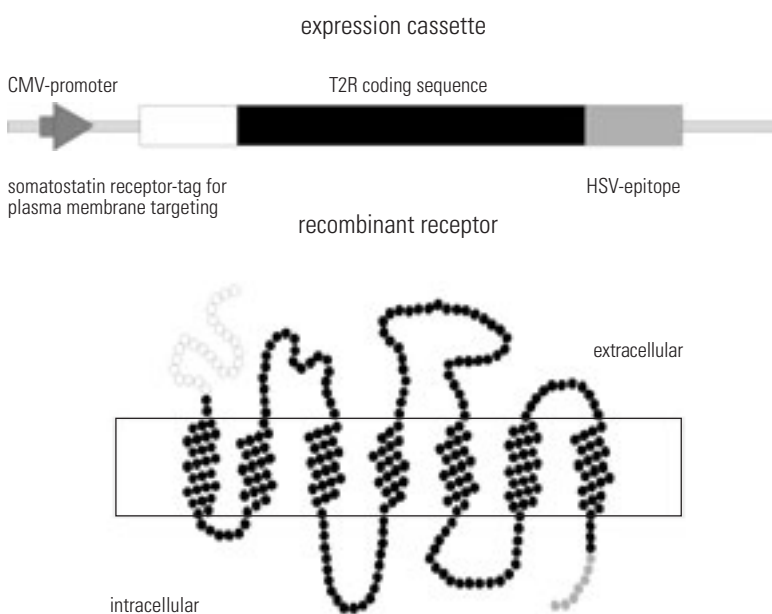 expression cassette
CMV-promoter
T2R coding sequence
somatostatin receptor-tag for
plasma membrane targeting
HSV-epitope
recombinant receptor
extracellular
intracellular